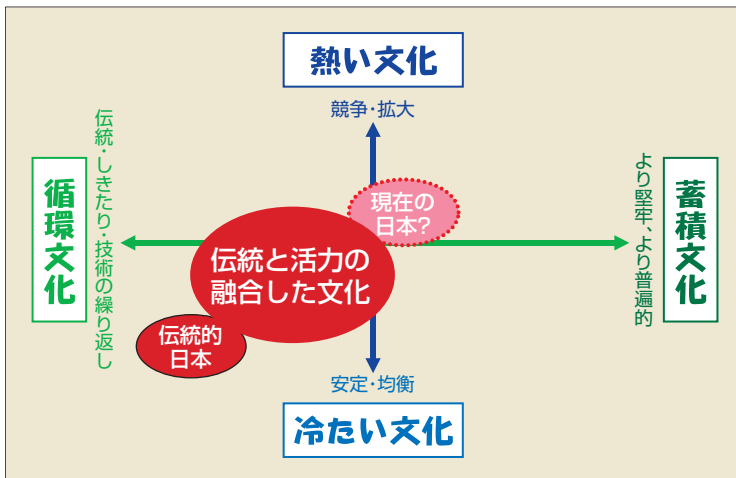 熱い文化
競争・拡大
伝統・しきたり・技術の繰り返し
循環文化
現在の
日本?
より堅牢、より普遍的
蓄積文化
伝統と活力の
融合した文化
伝統的
日本
安定・均衡
冷たい文化